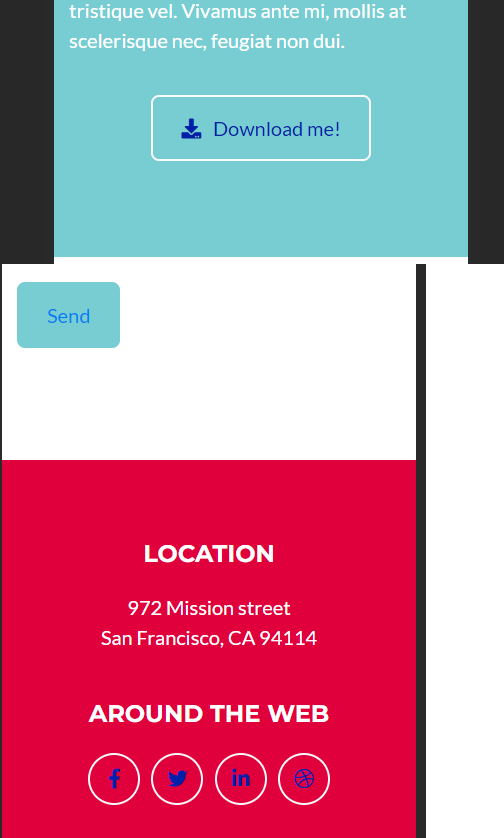 tristique vel. Vivamus ante mi, mollis at
scelerisque nec, feugiat non dui.
Download me!
Send
LOCATION
972 Mission street
San Francisco, CA 94114
AROUND THE WEB